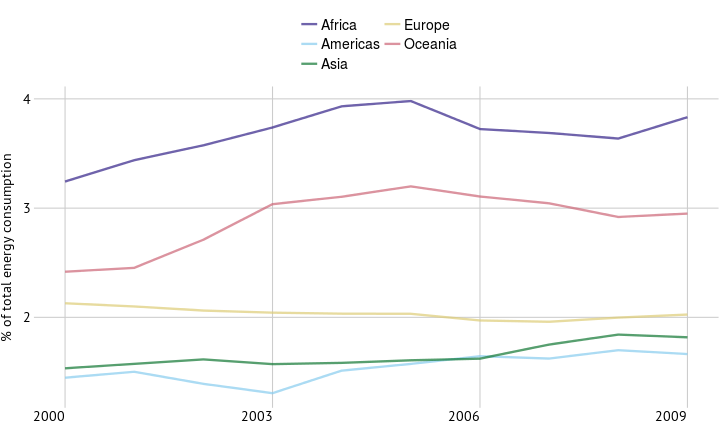 Africa Europe
Americas Oceania
Asia
% of total energy consumption
4
3
2
2000 2003 2006 2009